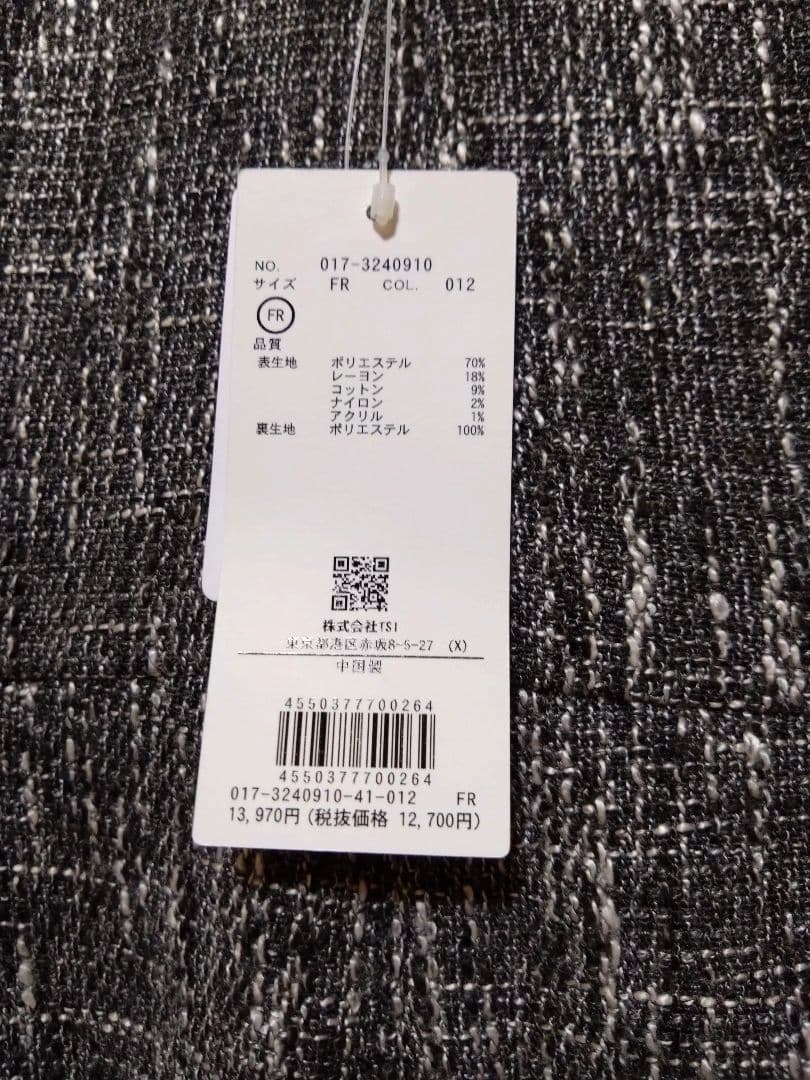 NO. 017-3240910
サイズ FR COL. 012
FR
品質
表生地 ポリエステル 70%
レーヨン 18%
コットン 9%
ナイロン 2%
アクリル 1%
裏生地 ポリエステル 100%
株式会社TSI
東京都港区赤坂8-5-27 (X)
中国製
4550377700264
4550377700264
017-3240910-41-012 FR
13,970円(税抜価格 12,700円)